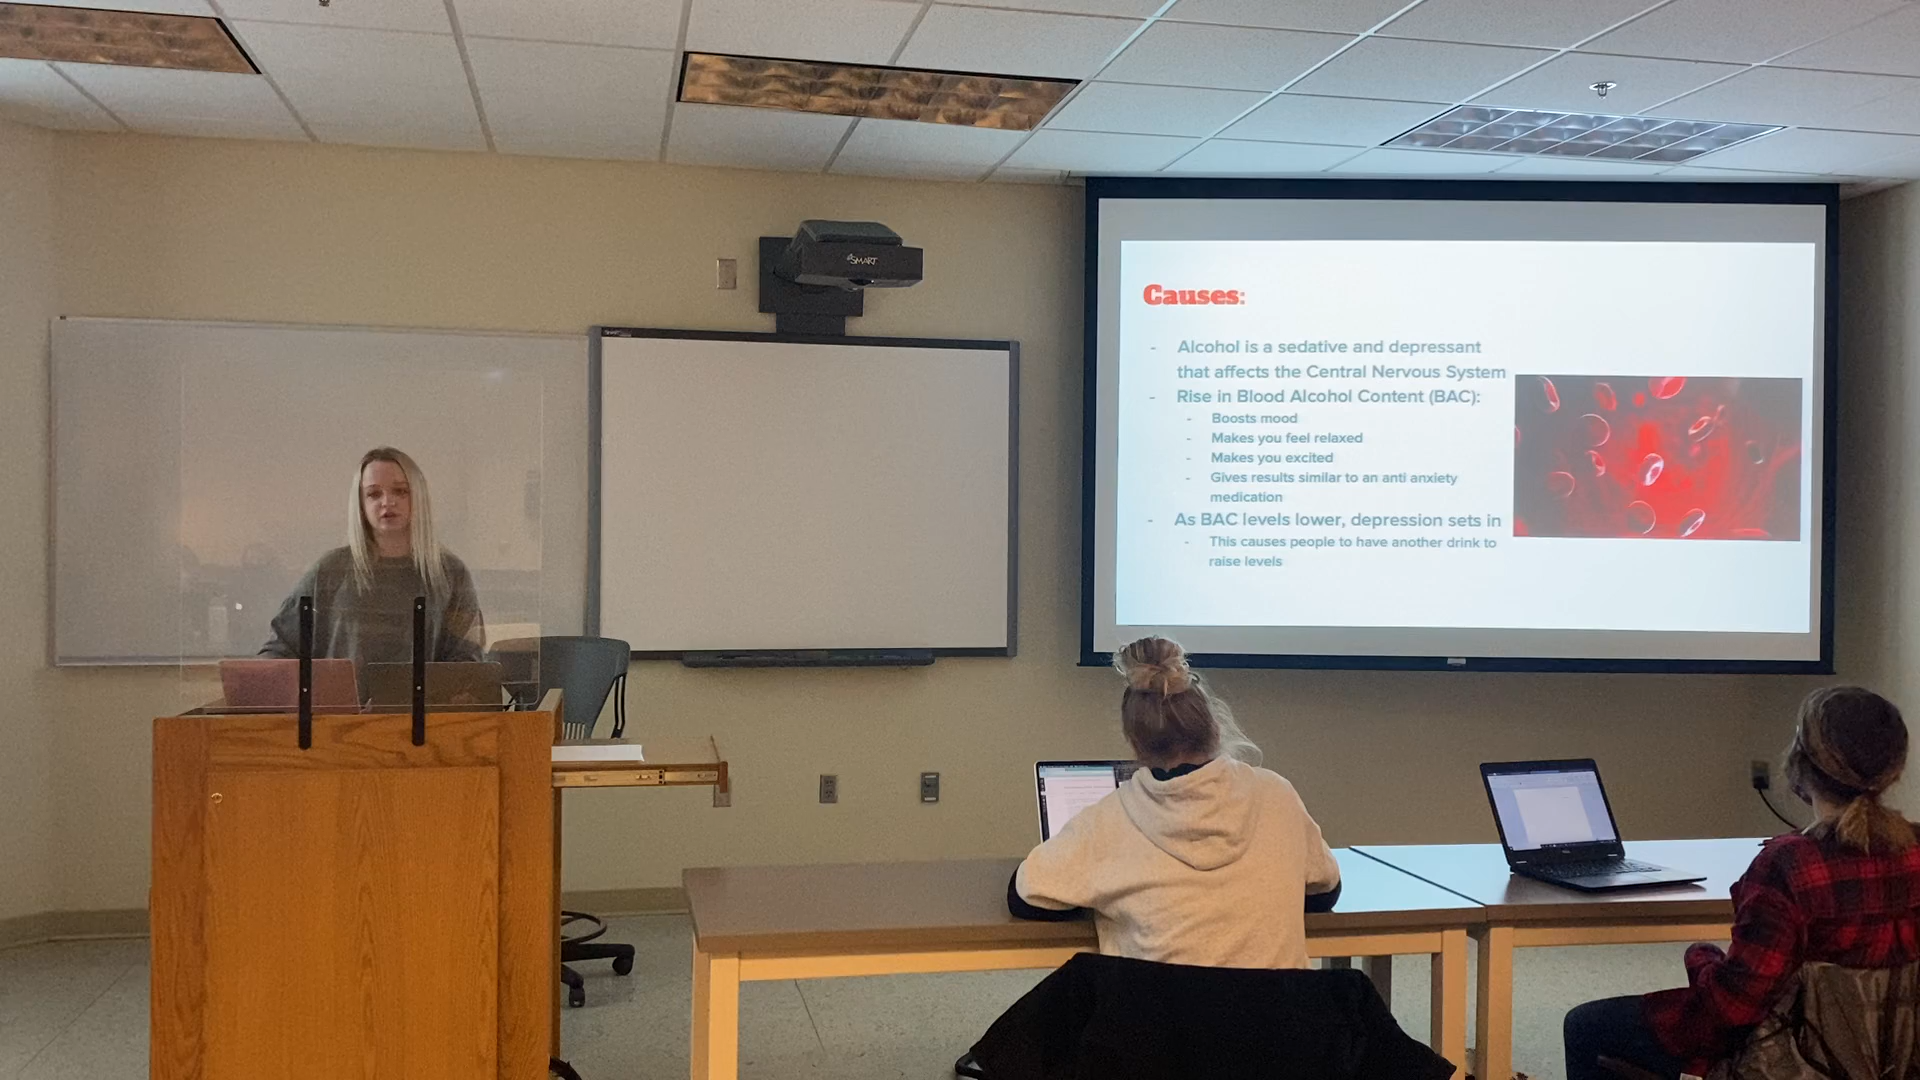 SMART
Causes:
- Alcohol is a sedative and depressant
that affects the Central Nervous System
- Rise in Blood Alcohol Content (BAC):
- Boosts mood
- Makes you feel relaxed
- Makes you excited
- Gives results similar to an anti anxiety
medication
- As BAC levels lower, depression sets in
- This causes people to have another drink to
raise levels